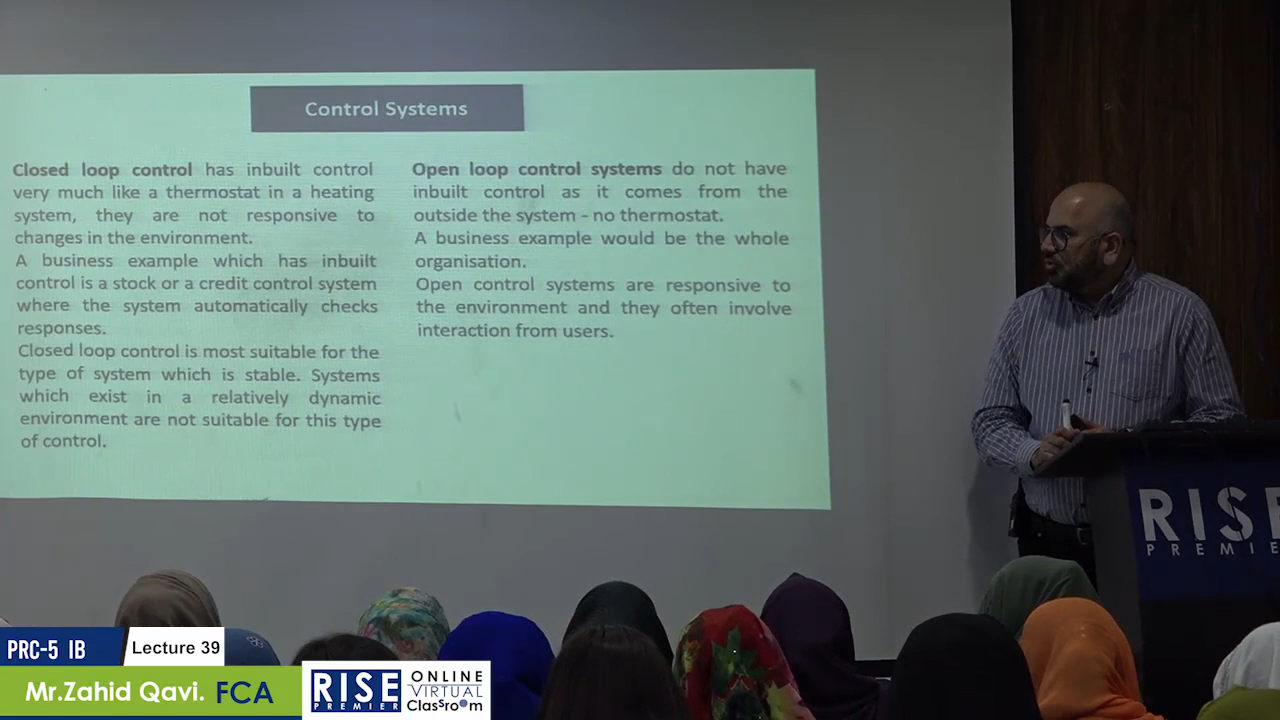 Control Systems
Closed loop control has inbuilt control
very much like a thermostat in a heating
system, they are not responsive to
changes in the environment.
A business example which has inbuilt
control is a stock or a credit control system
where the system automatically checks
responses.
Closed loop control is most suitable for the
type of system which is stable. Systems
which exist in a relatively dynamic
environment are not suitable for this type
of control.
Open loop control systems do not have
inbuilt control as it comes from the
outside the system - no thermostat.
A business example would be the whole
organisation.
Open control systems are responsive to
the environment and they often involve
interaction from users.
RISE
PREMIE
PRC-5 IB
Lecture 39
Mr.Zahid Qavi. FCA
RISE
PREMIER
ONLINE
VIRTUAL
Classroom